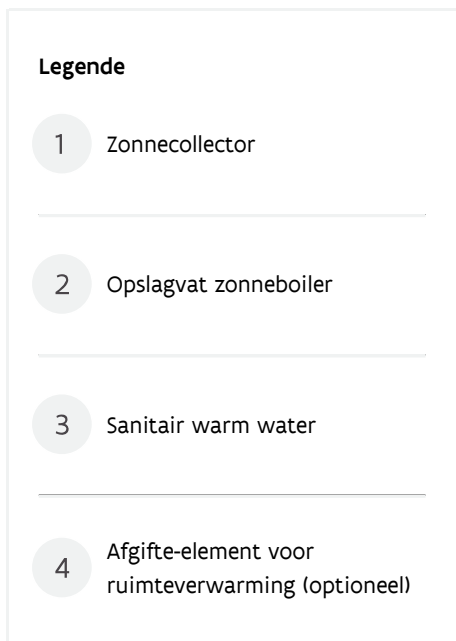 Legende
1 Zonnecollector
2 Opslagvat zonneboiler
3 Sanitair warm water
4 Afgifte-element voor
ruimteverwarming (optioneel)